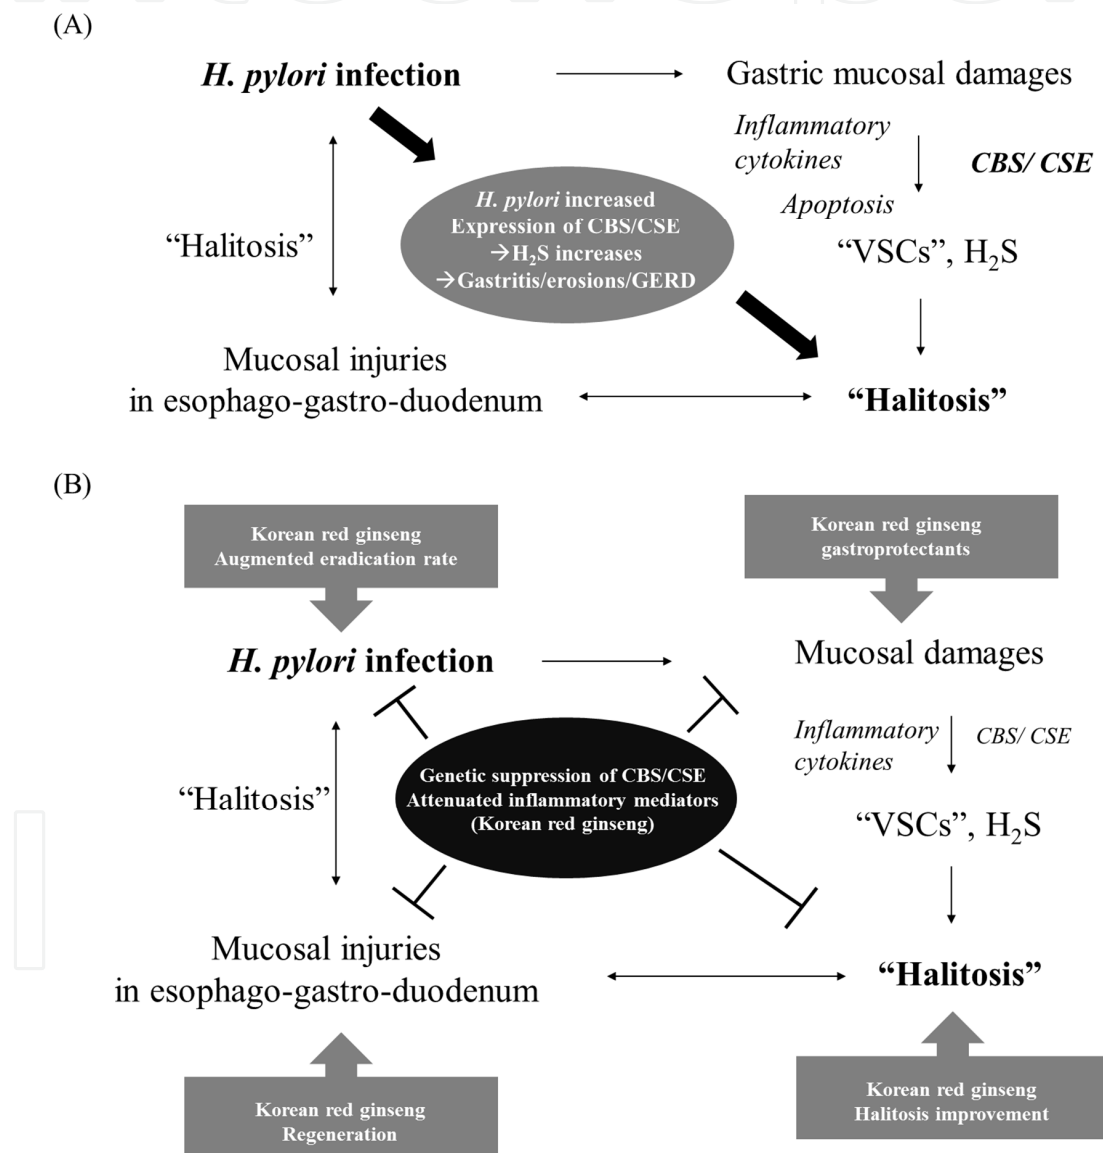 (A)
H. pylori infection
Gastric mucosal damages
Inflammatory
cytokines
CBS/ CSE
Apoptosis
H. pylori increased
Expression of CBS/CSE
→H₂S increases
→Gastritis/erosions/GERD
“Halitosis”
“VSCs”, H₂S
Mucosal injuries
in esophago-gastro-duodenum
“Halitosis”
(B)
Korean red ginseng
Augmented eradication rate
Korean red ginseng
gastroprotectants
H. pylori infection
Mucosal damages
Inflammatory
cytokines
CBS/ CSE
Genetic suppression of CBS/CSE
Attenuated inflammatory mediators
(Korean red ginseng)
“Halitosis”
“VSCs”, H₂S
Mucosal injuries
in esophago-gastro-duodenum
“Halitosis”
Korean red ginseng
Regeneration
Korean red ginseng
Halitosis improvement